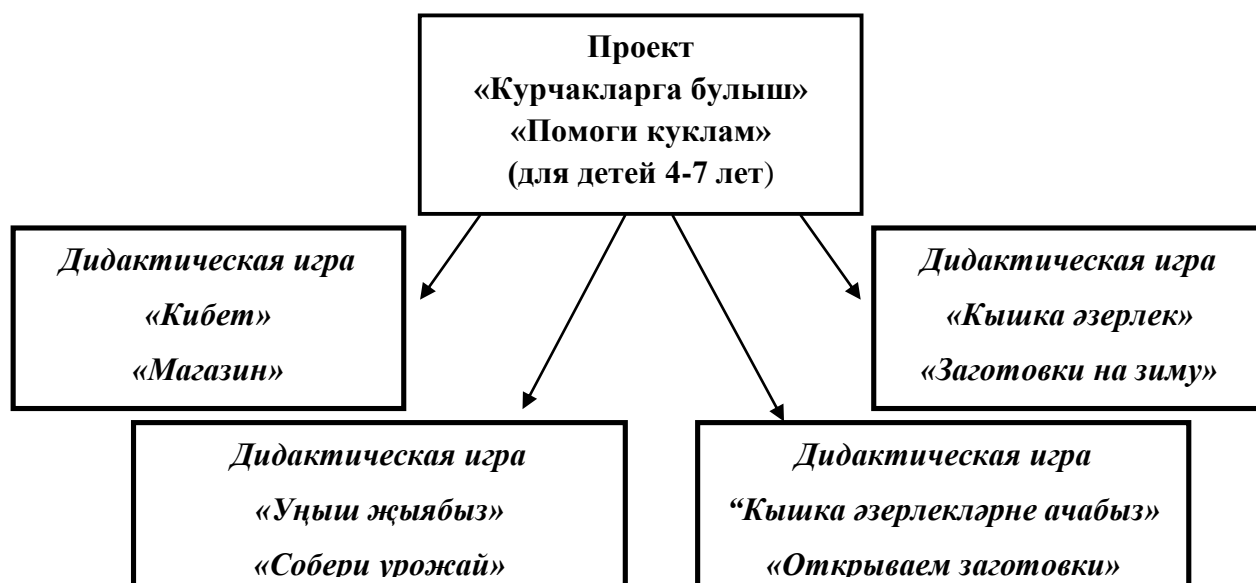 Проект
«Курчакларга булыш»
«Помоги куклам»
(для детей 4-7 лет)
Дидактическая игра
«Кибет»
«Магазин»
Дидактическая игра
«Кышка әзерлек»
«Заготовки на зиму»
Дидактическая игра
«Уңыш җыябыз»
«Собери урожай»
Дидактическая игра
“Кышка әзерлекләрне ачабыз»
«Открываем заготовки»